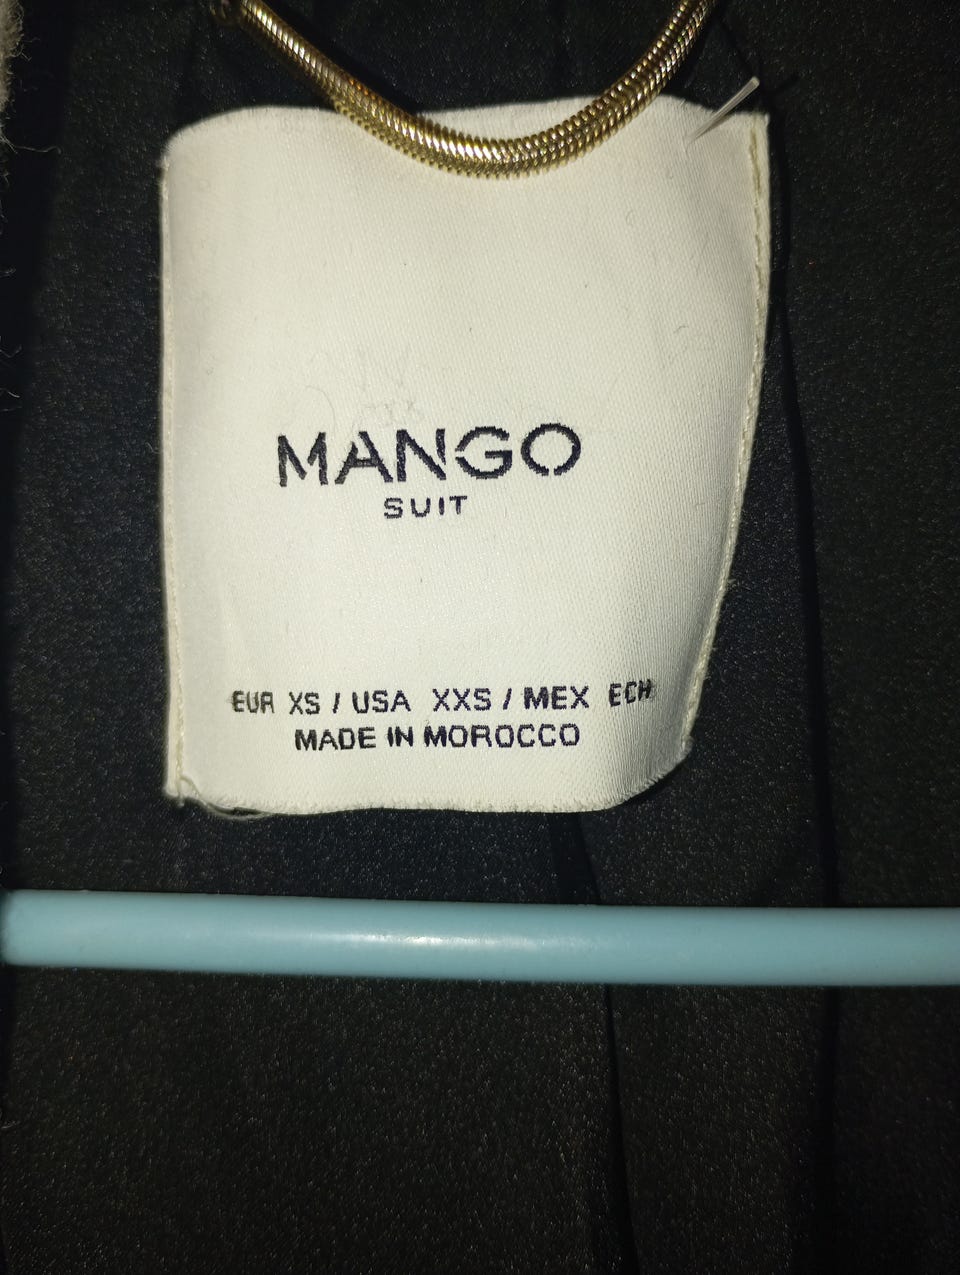 MANGO
SUIT
EUR XS / USA XXS / MEX ECH
MADE IN MOROCCO